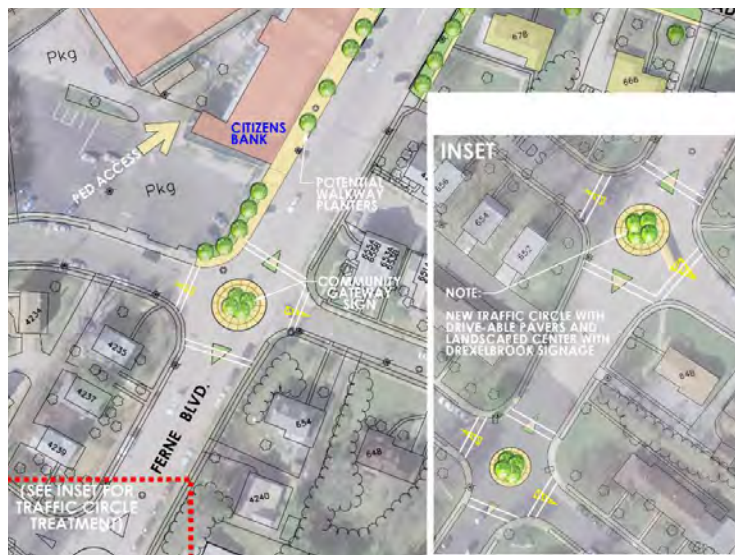 Pkg
CITIZENS
BANK
PED ACCESS
Pkg
POTENTIAL
WALKWAY
PLANTERS
COMMUNITY
GATEWAY
SIGN
4234
4235
4237
4239
FERNE BLVD.
654
648
4240
(SEE INSET FOR
TRAFFIC CIRCLE
TREATMENT)
678
666
INSET
656
654
652
NOTE:
NEW TRAFFIC CIRCLE WITH
DRIVE-ABLE PAVERS AND
LANDSCAPED CENTER WITH
DREXELBROOK SIGNAGE
648